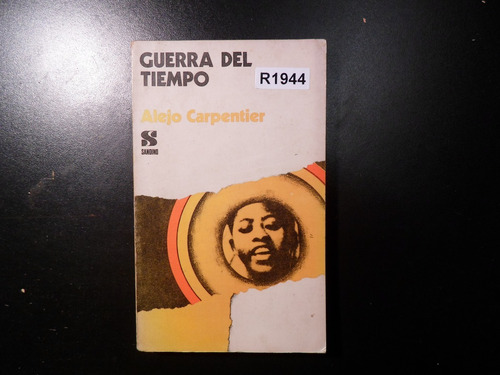 GUERRA DEL
TIEMPO
R1944
Alejo Carpentier
S
SANDINO